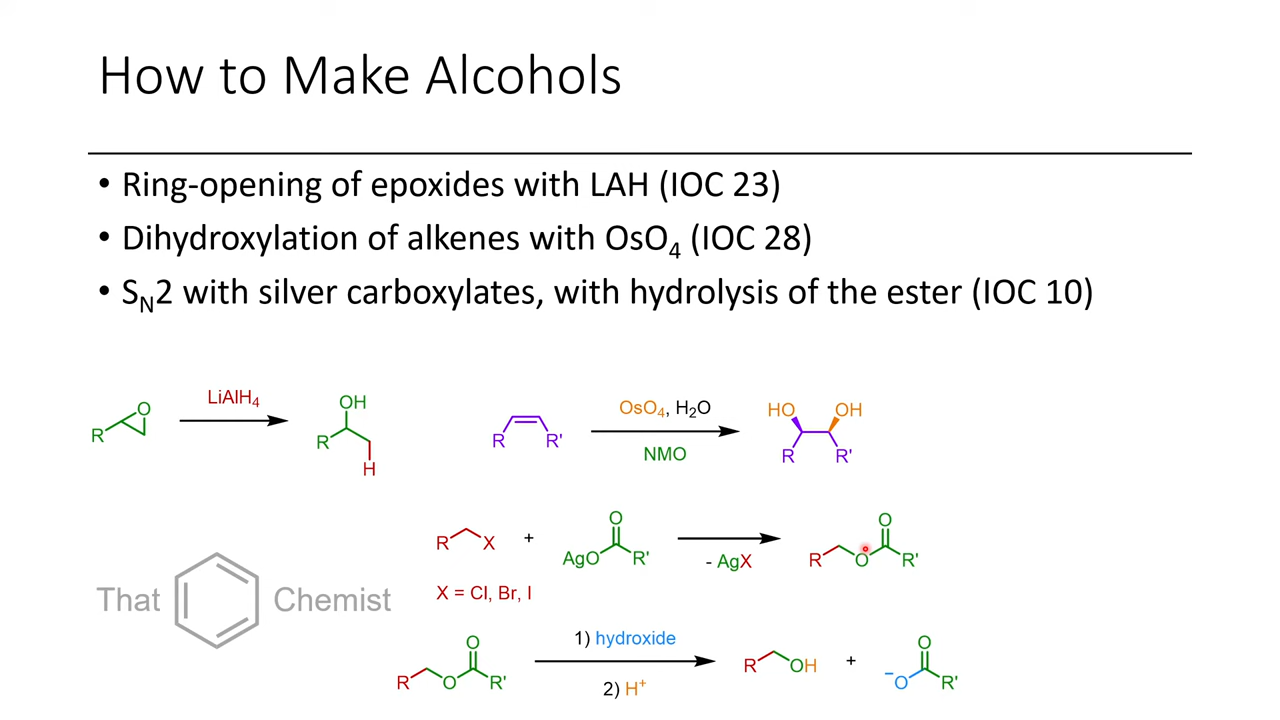 How to Make Alcohols
• Ring-opening of epoxides with LAH (IOC 23)
• Dihydroxylation of alkenes with OsO₄ (IOC 28)
• S_N2 with silver carboxylates, with hydrolysis of the ester (IOC 10)
R O LiAlH₄ OH R H
R R' OsO₄, H₂O NMO HO OH R R'
R X + O AgO R' - AgX O R O R'
X = Cl, Br, I
That Chemist
O R O R' 1) hydroxide 2) H⁺ R OH + O ⁻O R'